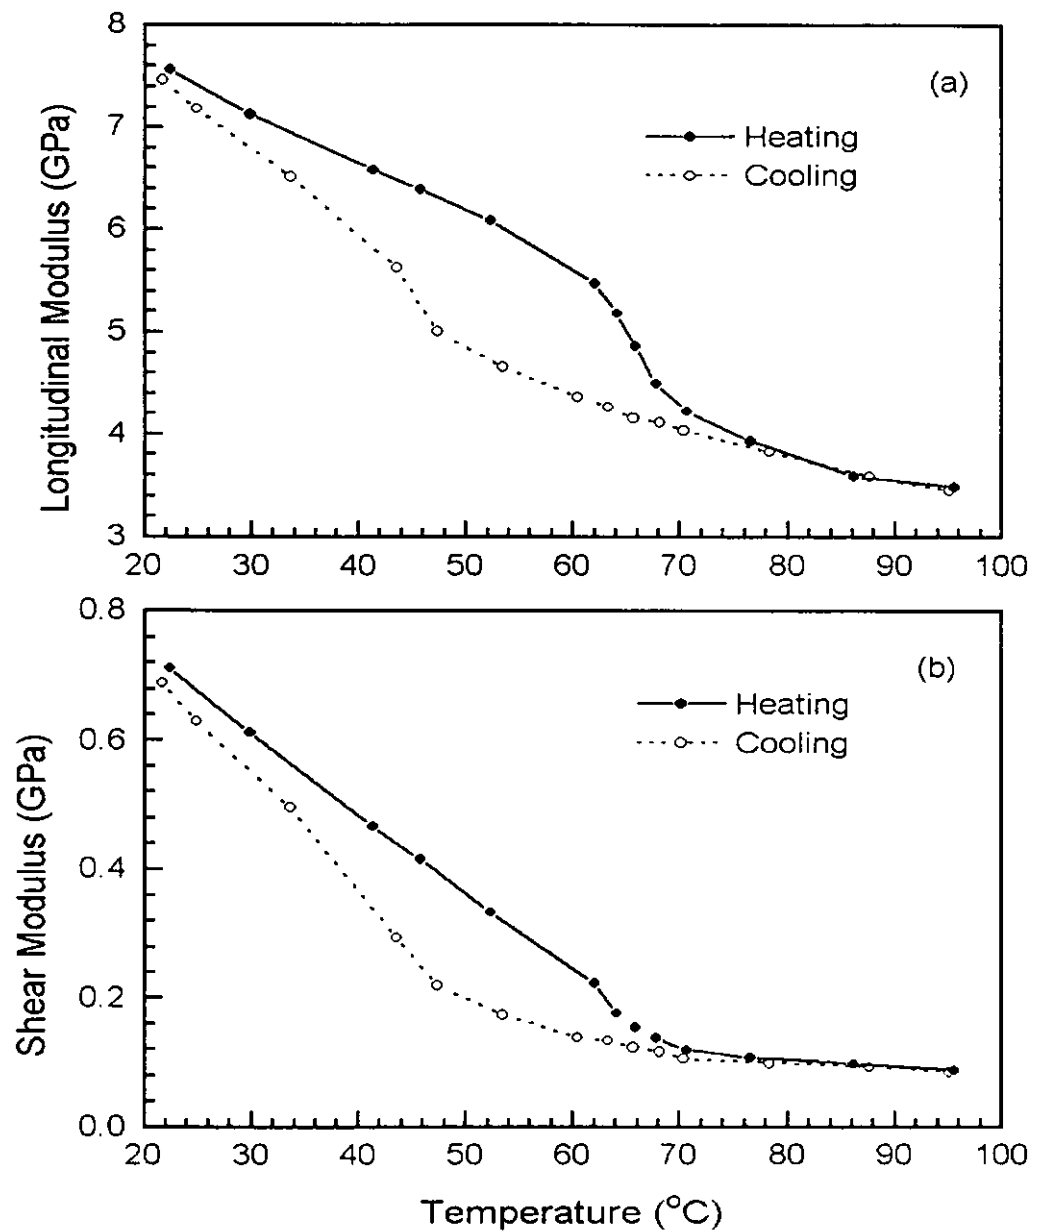 8
(a)
7
Heating
Cooling
6
5
4
3
Longitudinal Modulus (GPa)
20 30 40 50 60 70 80 90 100
0.8
(b)
Heating
0.6
Cooling
0.4
0.2
0.0
Shear Modulus (GPa)
20 30 40 50 60 70 80 90 100
Temperature (°C)